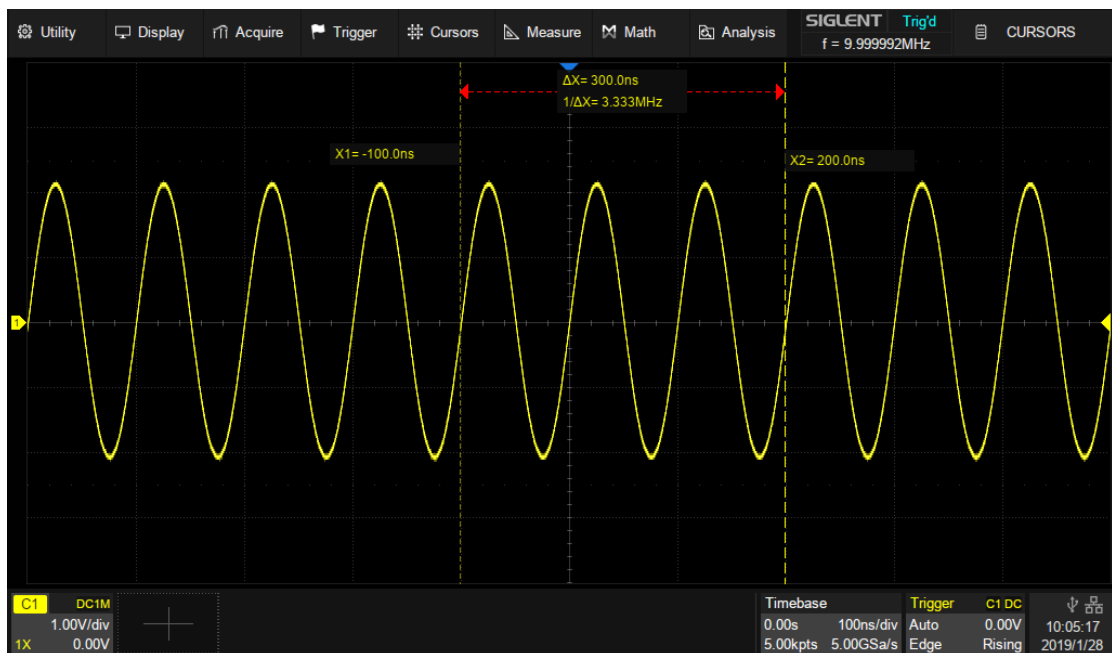 Utility Display Acquire Trigger Cursors Measure Math Analysis SIGLENT Trig'd CURSORS
f = 9.999992MHz
ΔX= 300.0ns
1/ΔX= 3.333MHz
X1= -100.0ns
X2= 200.0ns
1
C1 DC1M Timebase Trigger C1 DC
1.00V/div 0.00s 100ns/div Auto 0.00V 10:05:17
1X 0.00V 5.00kpts 5.00GSa/s Edge Rising 2019/1/28